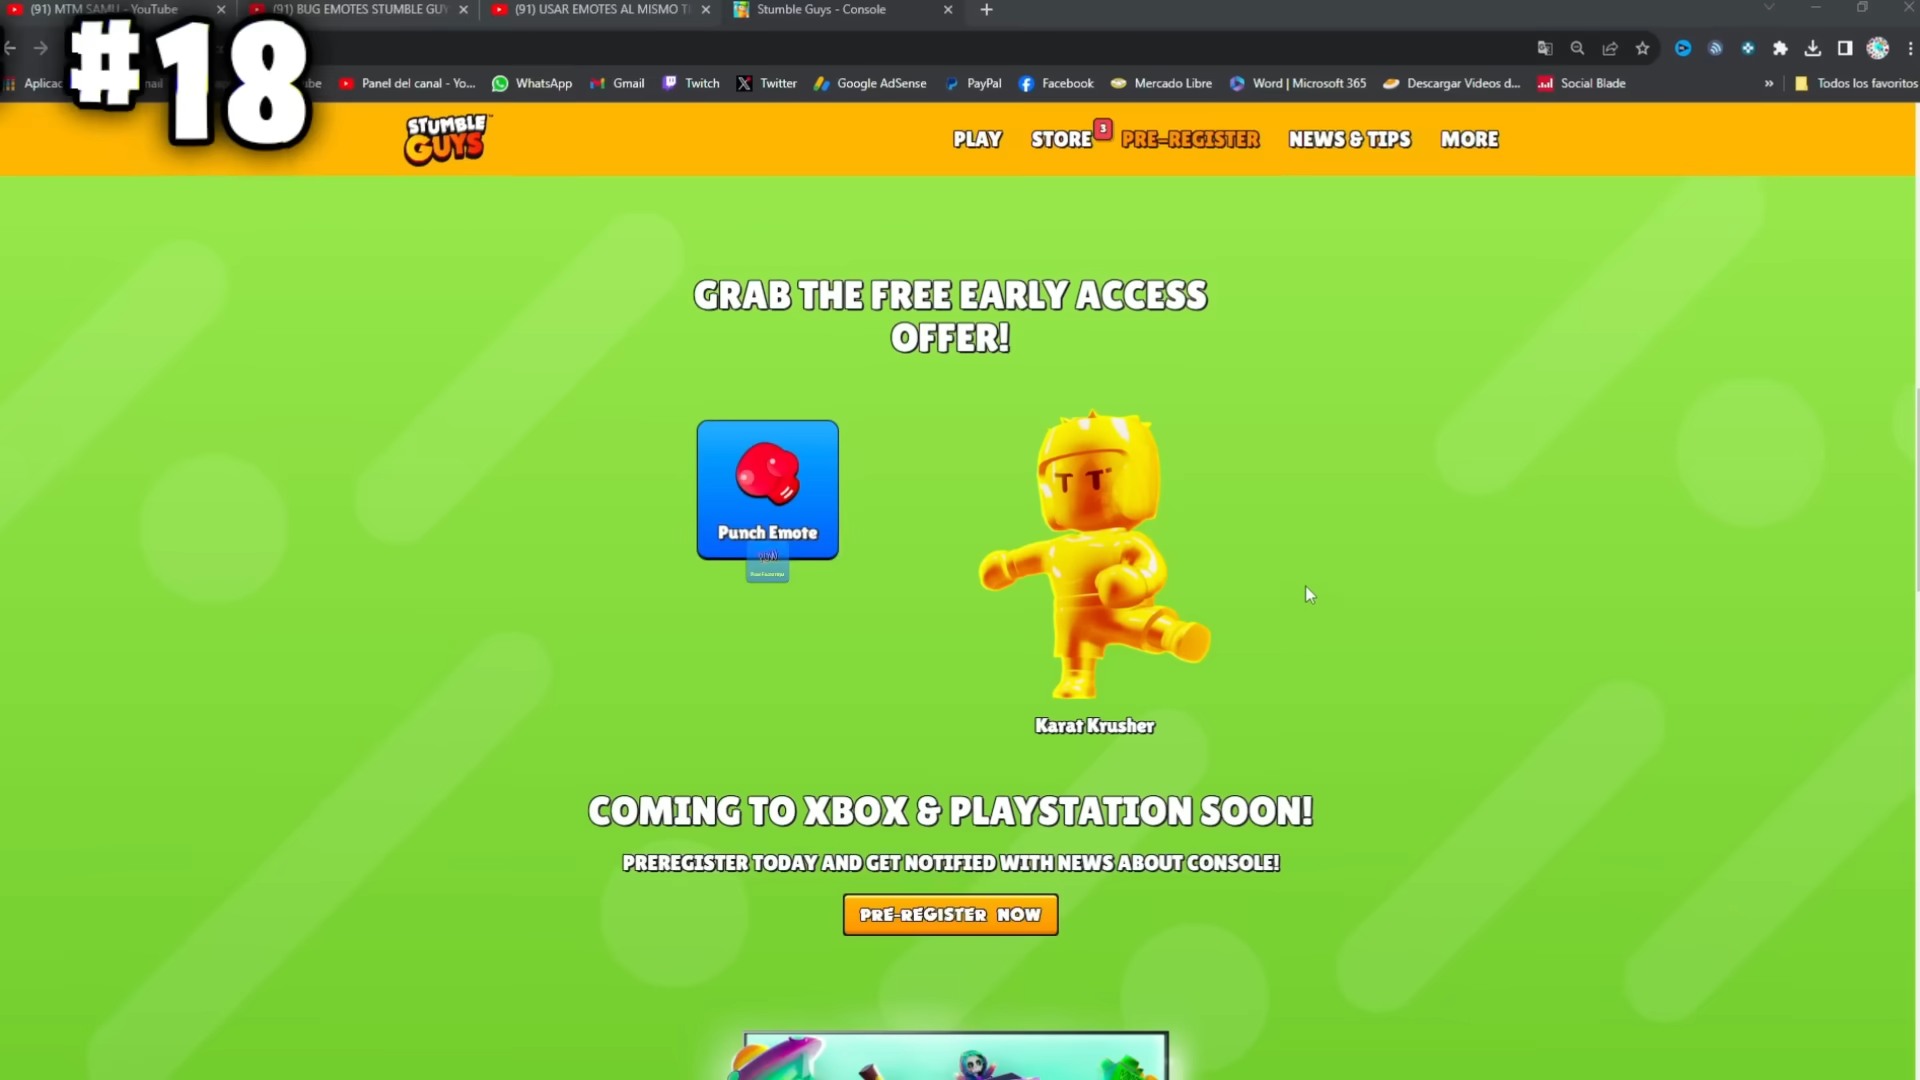 (91) MTM SAMU - YouTube
(91) BUG EMOTES STUMBLE GUY
(91) USAR EMOTES AL MISMO T
Stumble Guys - Console
#18
Aplicac
mail
be
Panel del canal - Yo...
WhatsApp
Gmail
Twitch
Twitter
Google AdSense
PayPal
Facebook
Mercado Libre
Word | Microsoft 365
Descargar Videos d...
Social Blade
»
Todos los favoritos
STUMBLE
GUYS
PLAY
STORE
3
PRE-REGISTER
NEWS & TIPS
MORE
GRAB THE FREE EARLY ACCESS
OFFER!
Punch Emote
Karat Krusher
COMING TO XBOX & PLAYSTATION SOON!
PREREGISTER TODAY AND GET NOTIFIED WITH NEWS ABOUT CONSOLE!
PRE-REGISTER NOW